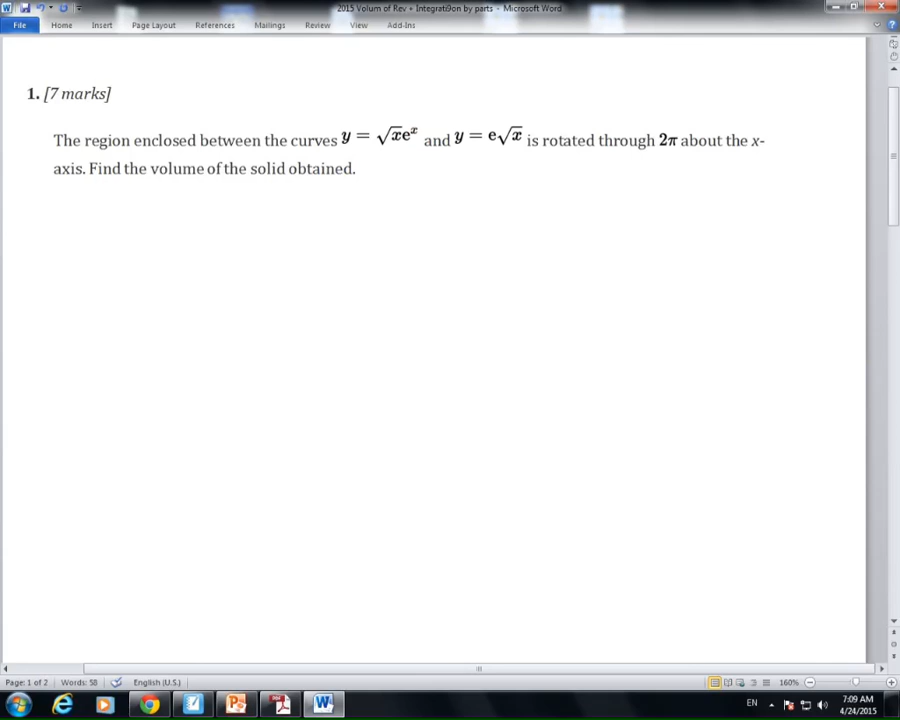 2015 Volum of Rev + Integrati9on by parts - Microsoft Word
File Home Insert Page Layout References Mailings Review View Add-Ins
1. [7 marks]
The region enclosed between the curves y = √xeˣ and y = e√x is rotated through 2π about the x-
axis. Find the volume of the solid obtained.
Page: 1 of 2 Words: 58 English (U.S.) 160%
EN 7:09 AM
4/24/2015